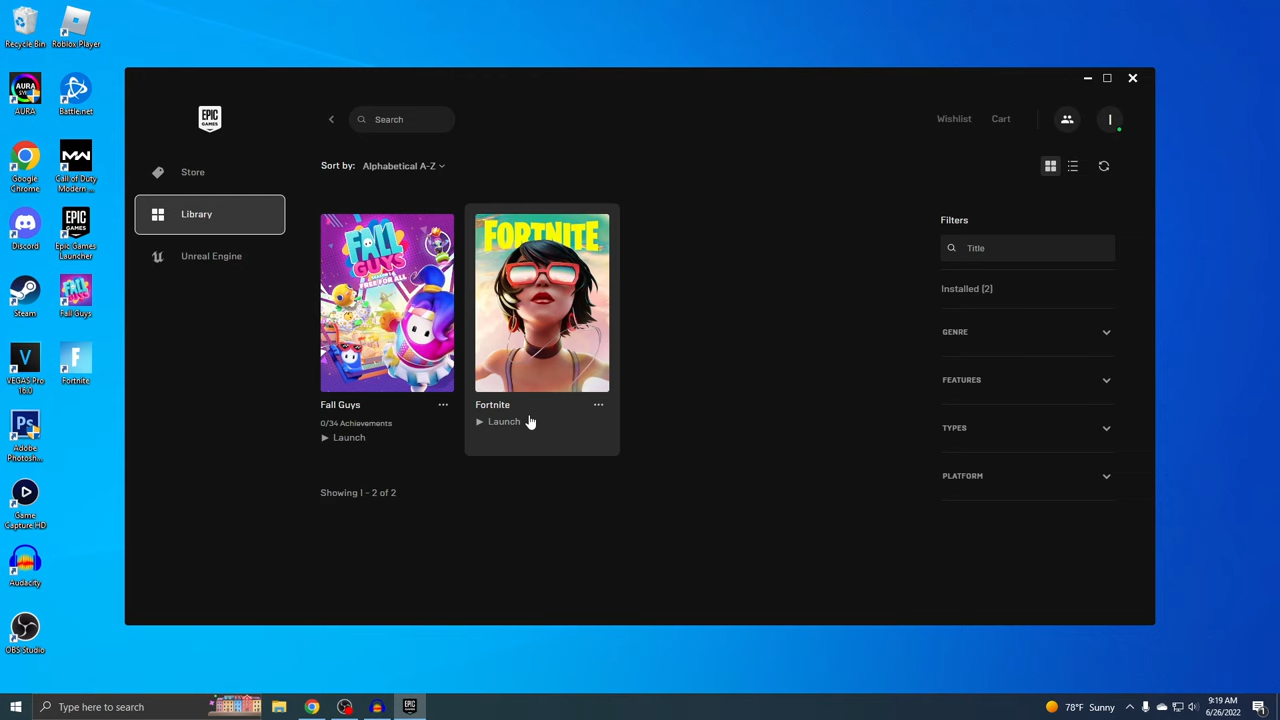 Recycle Bin
Roblox Player
AURA
Battle.net
Google Chrome
Call of Duty Modern ...
Discord
Epic Games Launcher
Steam
Fall Guys
VEGAS Pro 16.0
Fortnite
Adobe Photosh...
Game Capture HD
Audacity
OBS Studio
EPIC GAMES
Search
Wishlist
Cart
I
Store
Library
Unreal Engine
Sort by: Alphabetical A-Z
FALL GUYS
FREE FOR ALL
FORTNITE
Fall Guys
...
0/34 Achievements
Launch
Fortnite
...
Launch
Showing 1 - 2 of 2
Filters
Title
Installed (2)
GENRE
FEATURES
TYPES
PLATFORM
Type here to search
78°F Sunny
9:19 AM
6/26/2022